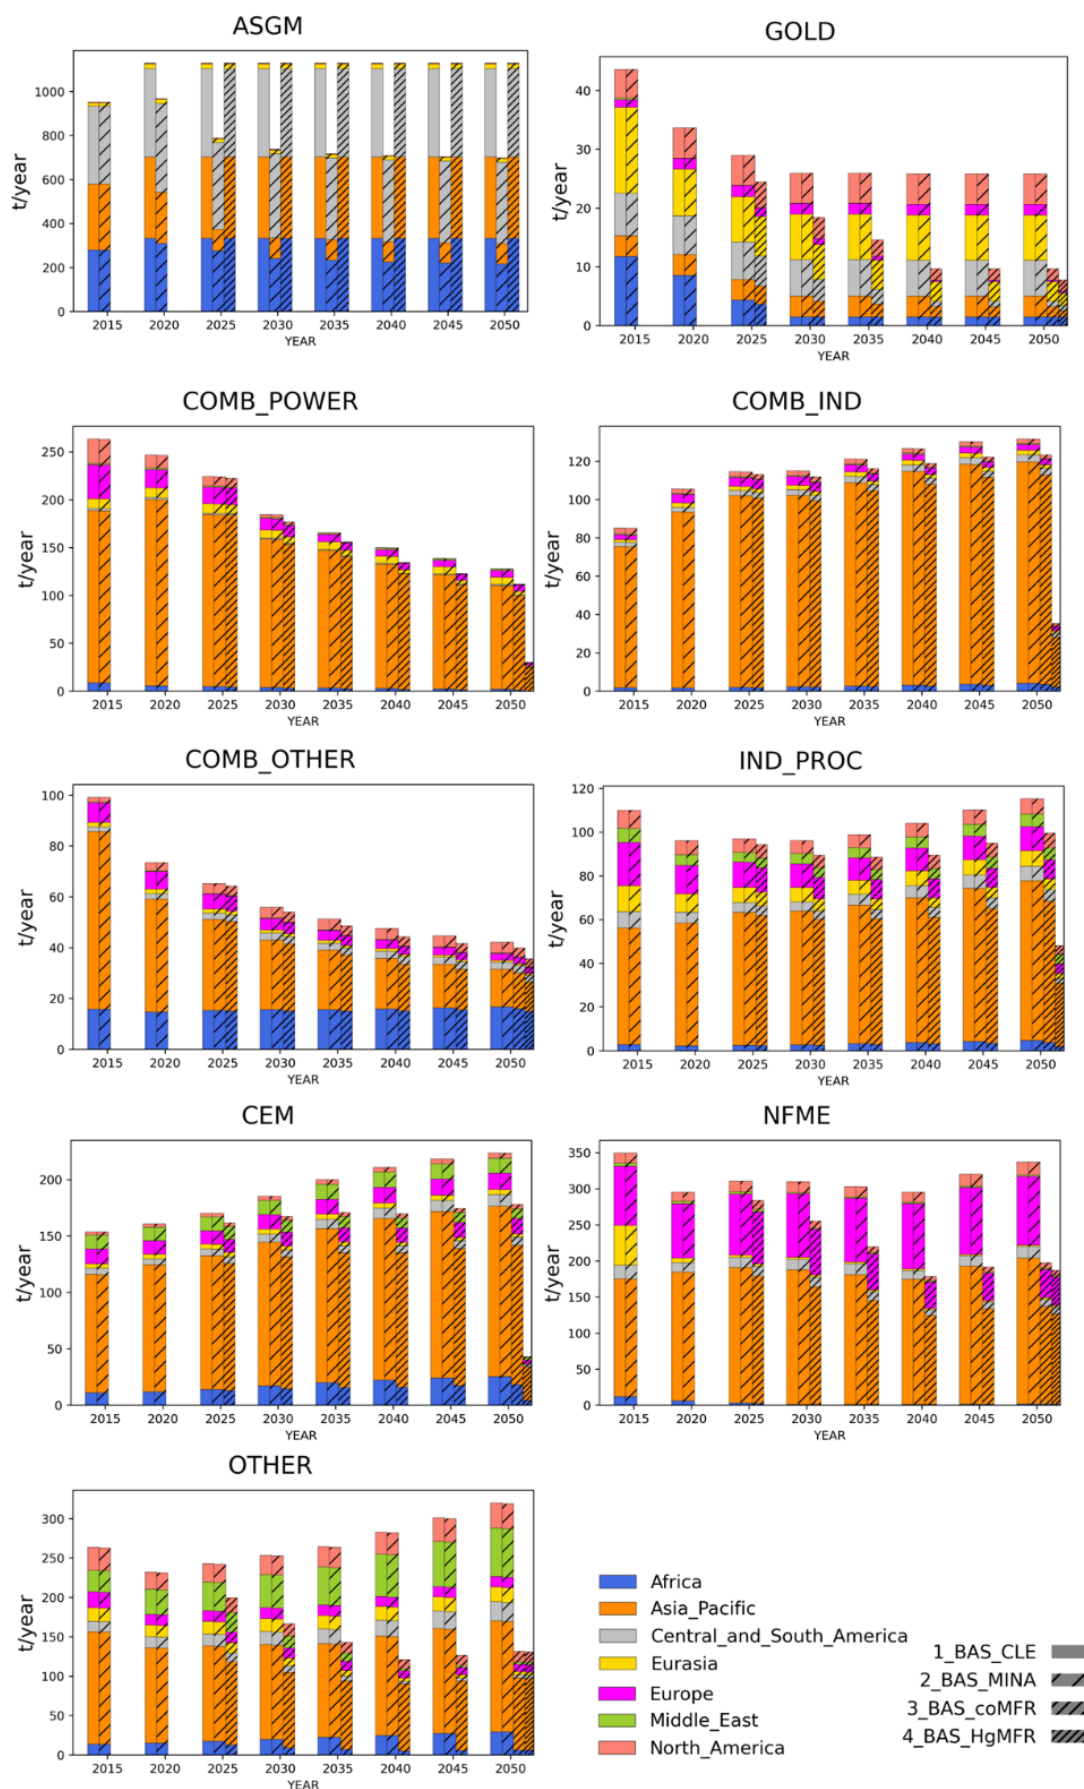 ASGM
t/year
1000
800
600
400
200
0
2015 2020 2025 2030 2035 2040 2045 2050
YEAR
GOLD
t/year
40
30
20
10
0
2015 2020 2025 2030 2035 2040 2045 2050
YEAR
COMB_POWER
t/year
250
200
150
100
50
0
2015 2020 2025 2030 2035 2040 2045 2050
YEAR
COMB_IND
t/year
120
100
80
60
40
20
0
2015 2020 2025 2030 2035 2040 2045 2050
YEAR
COMB_OTHER
t/year
100
80
60
40
20
0
2015 2020 2025 2030 2035 2040 2045 2050
YEAR
IND_PROC
t/year
120
100
80
60
40
20
0
2015 2020 2025 2030 2035 2040 2045 2050
YEAR
CEM
t/year
200
150
100
50
0
2015 2020 2025 2030 2035 2040 2045 2050
YEAR
NFME
t/year
350
300
250
200
150
100
50
0
2015 2020 2025 2030 2035 2040 2045 2050
YEAR
OTHER
t/year
300
250
200
150
100
50
0
2015 2020 2025 2030 2035 2040 2045 2050
YEAR
Africa
Asia_Pacific
Central_and_South_America
Eurasia
Europe
Middle_East
North_America
1_BAS_CLE
2_BAS_MINA
3_BAS_coMFR
4_BAS_HgMFR